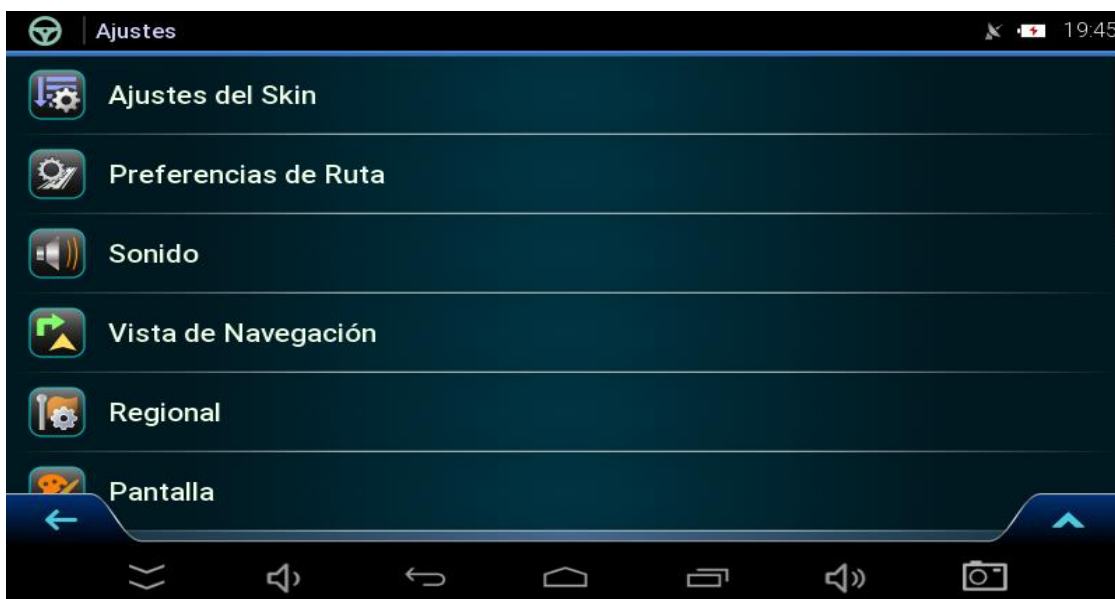 Ajustes
19:45
Ajustes del Skin
Preferencias de Ruta
Sonido
Vista de Navegación
Regional
Pantalla